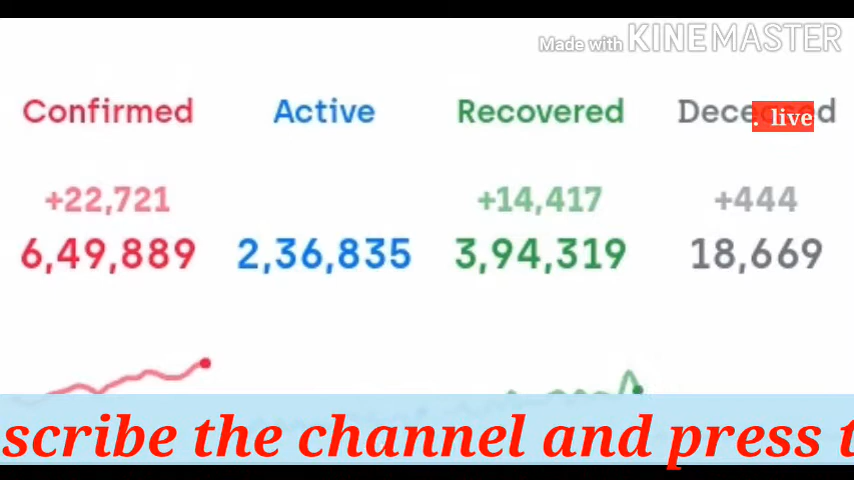 Made with KINEMASTER
Confirmed Active Recovered Deceased
. live
+22,721 +14,417 +444
6,49,889 2,36,835 3,94,319 18,669
scribe the channel and press t